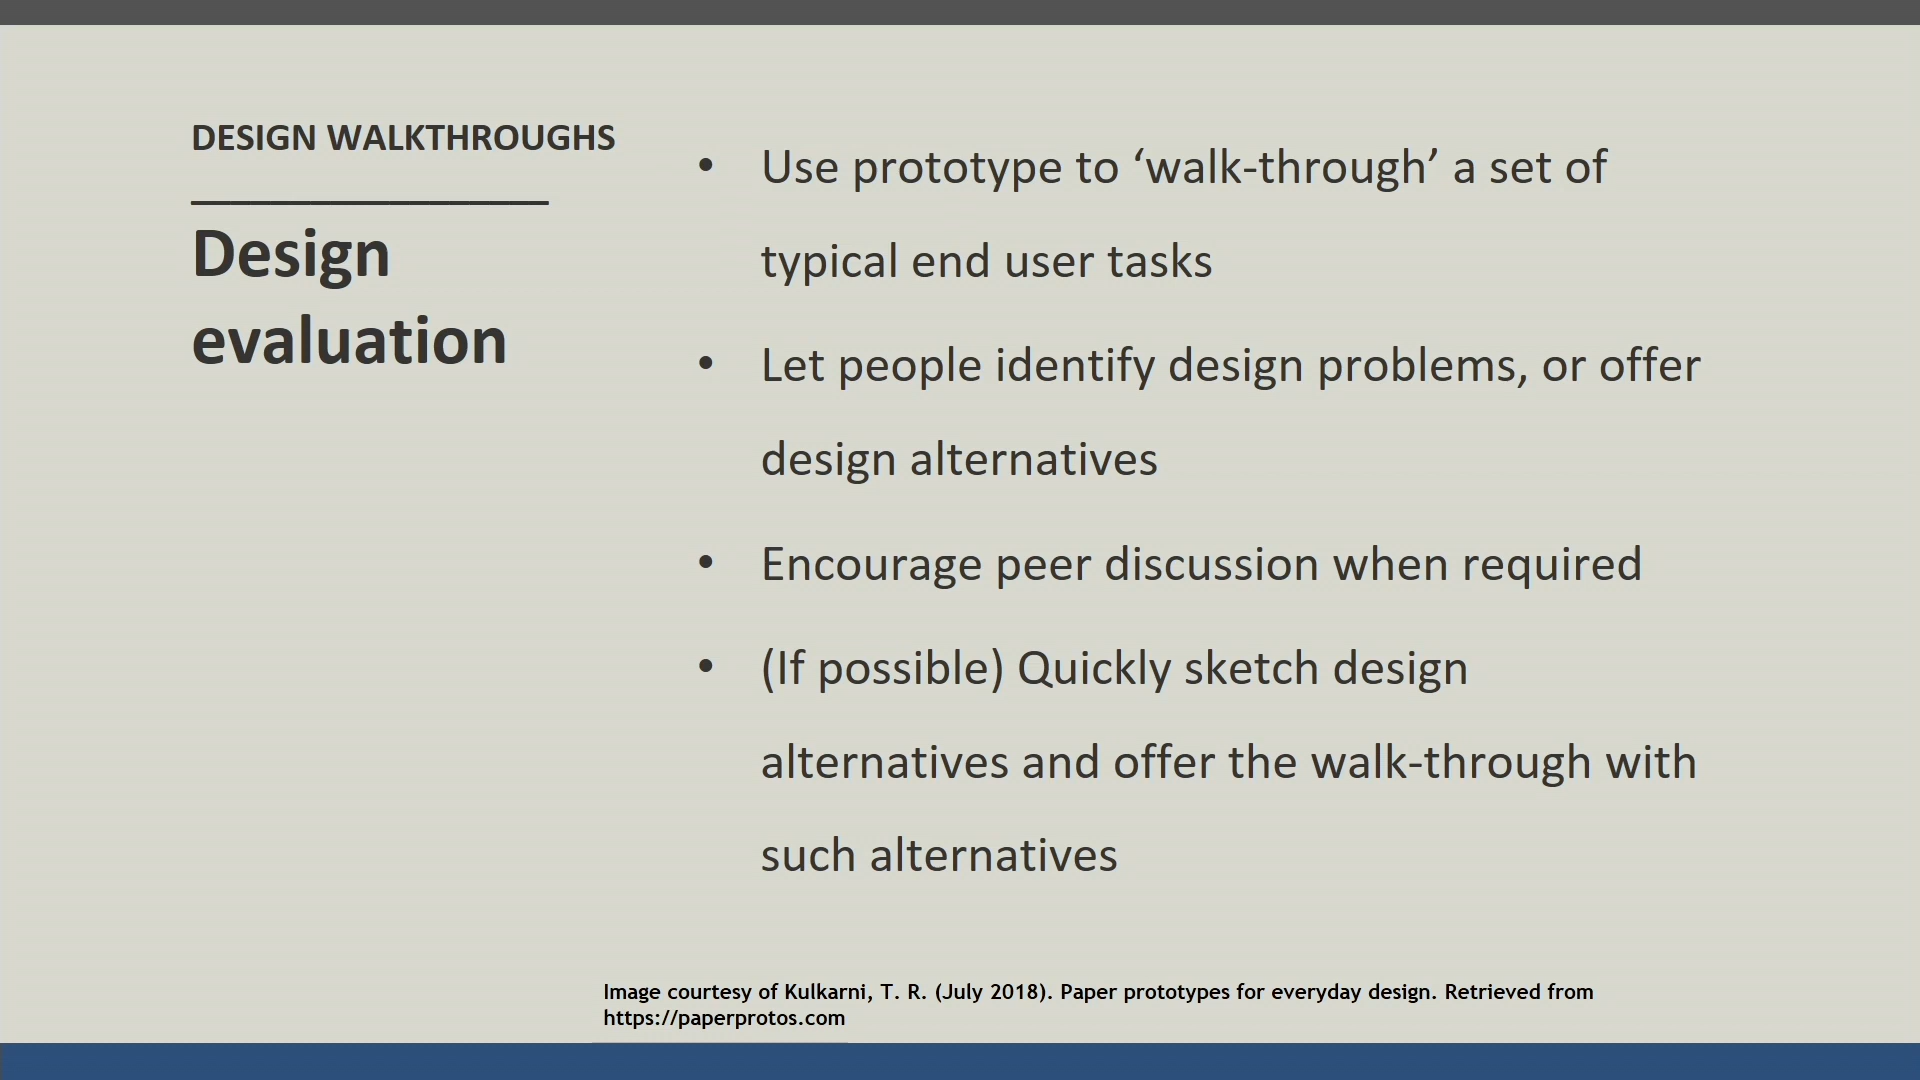 DESIGN WALKTHROUGHS
Design
evaluation
• Use prototype to ‘walk-through’ a set of
typical end user tasks
• Let people identify design problems, or offer
design alternatives
• Encourage peer discussion when required
• (If possible) Quickly sketch design
alternatives and offer the walk-through with
such alternatives
Image courtesy of Kulkarni, T. R. (July 2018). Paper prototypes for everyday design. Retrieved from
https://paperprotos.com